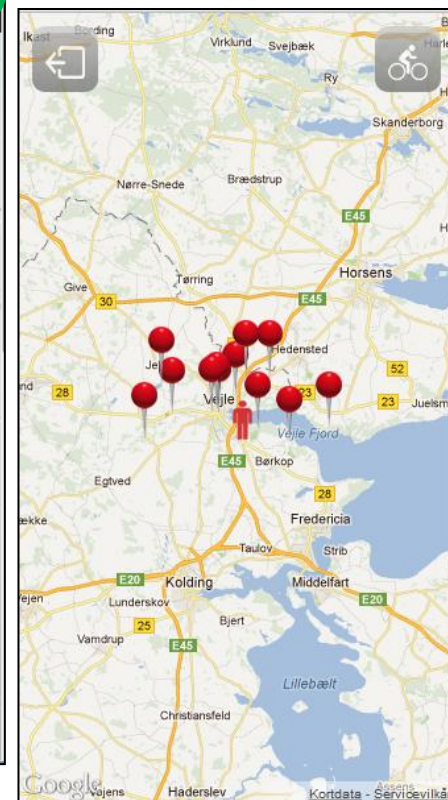 Ikast
Bording
Virklund
Svejbæk
Ry
Skanderborg
Nørre-Snede
Brædstrup
E45
Horsens
Give
Tørring
30
E45
Hedensted
52
28
Vejle
23
23
Juelsm
Vejle Fjord
E45
Børkop
Egtved
28
Fredericia
Taulov
Strib
E20
Kolding
Middelfart
Lunderskov
E20
25
Bjert
Vamdrup
E45
Lillebælt
Christiansfeld
Google
Haderslev
Assens
Kortdata - Servicevilkå